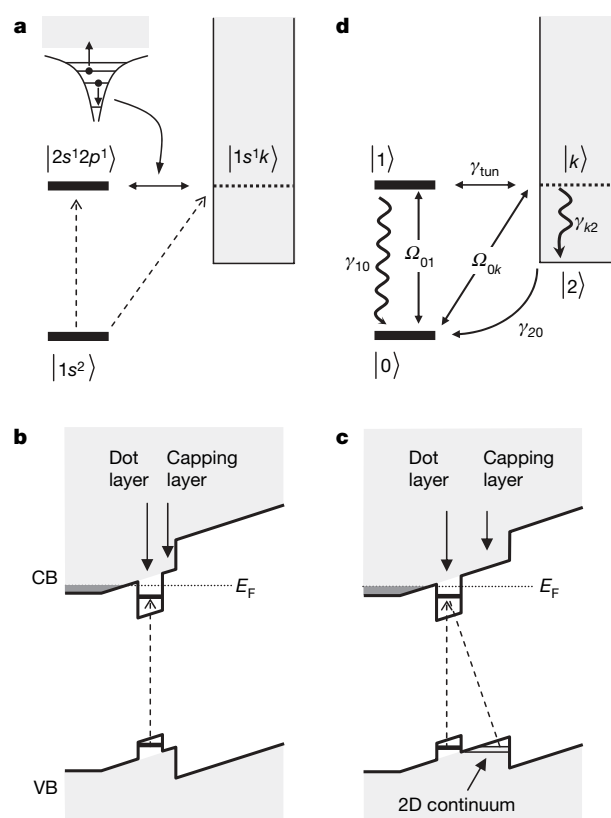 a
|2s¹2p¹⟩
|1s¹k⟩
|1s²⟩
d
|1⟩
γtun
|k⟩
γk2
γ10
Ω01
Ω0k
|2⟩
γ20
|0⟩
b
Dot
layer
Capping
layer
CB
EF
VB
c
Dot
layer
Capping
layer
EF
2D continuum